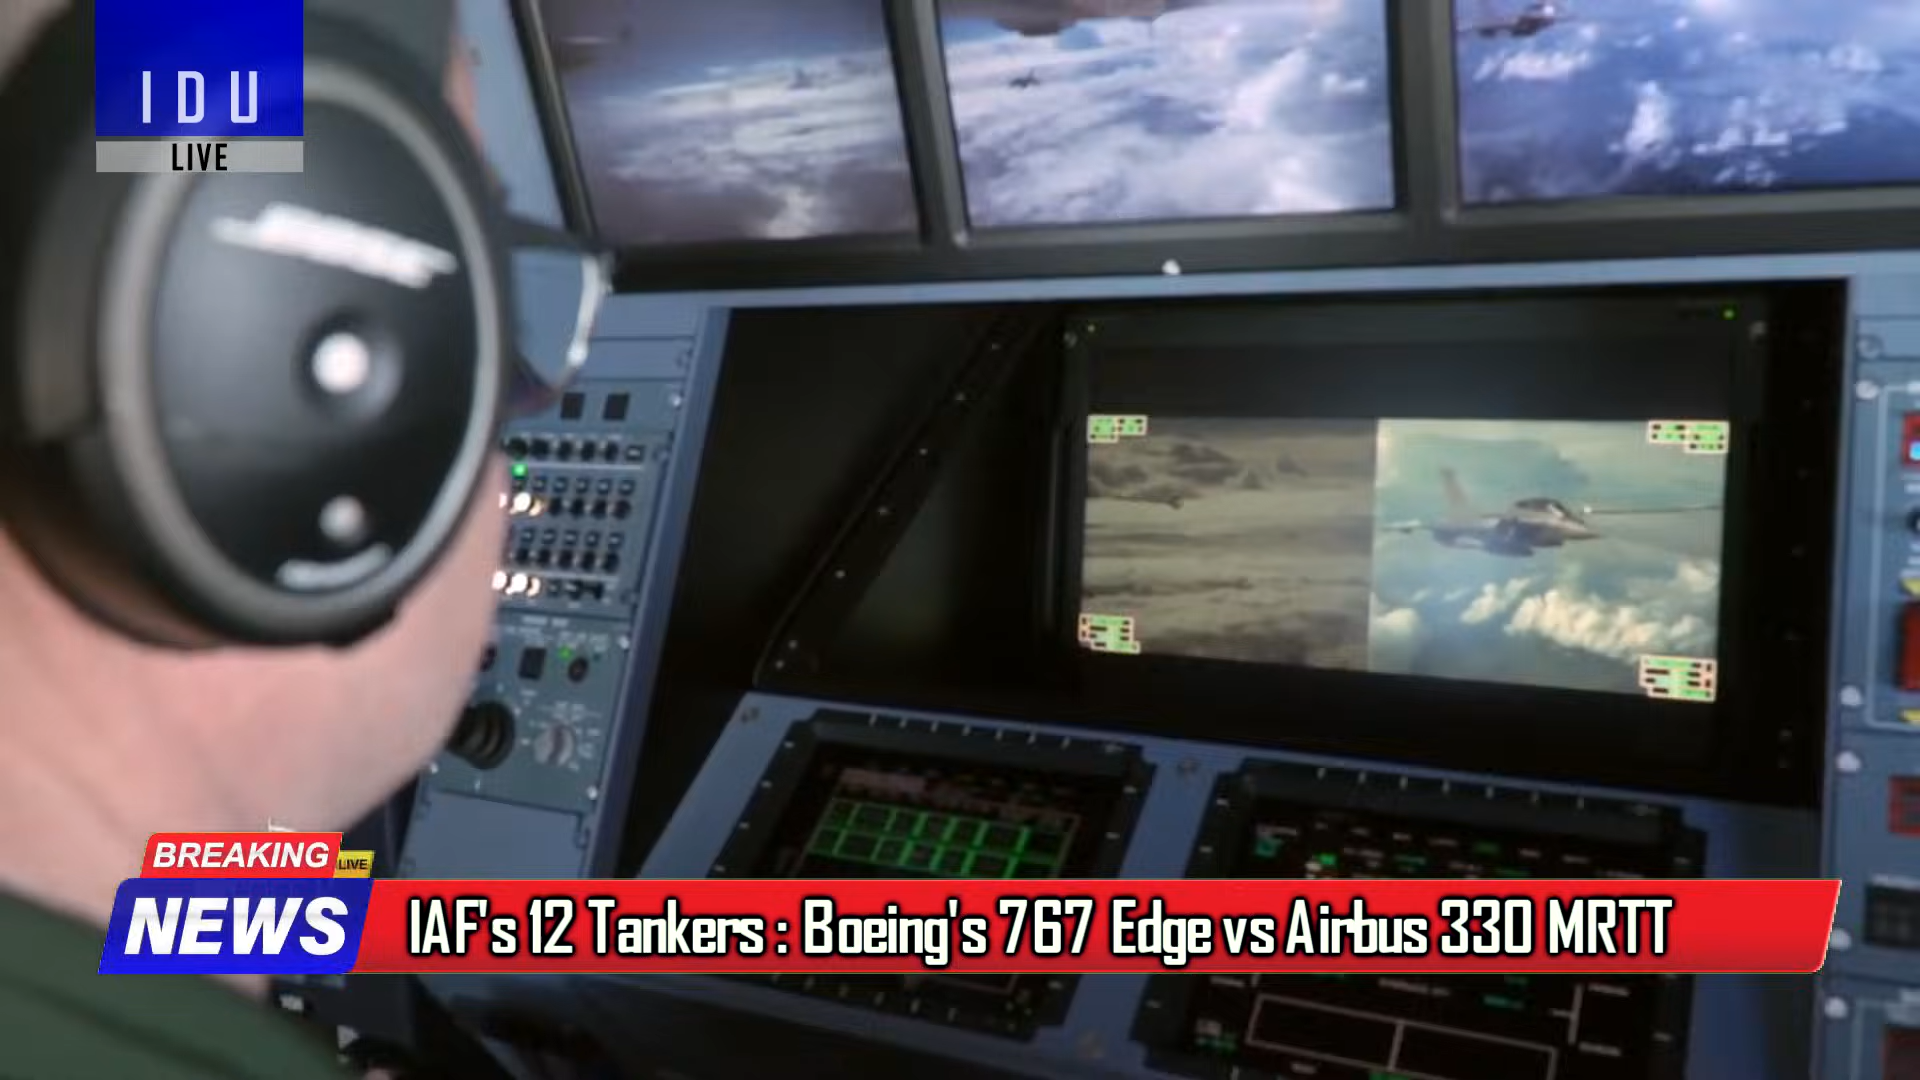 IDU
LIVE
BREAKING
LIVE
NEWS
IAF's 12 Tankers : Boeing's 767 Edge vs Airbus 330 MRTT